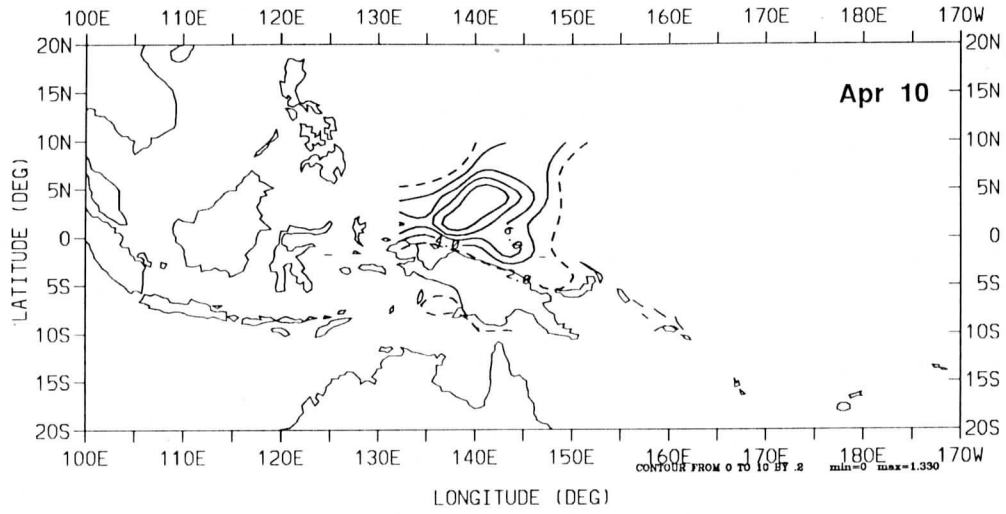 100E 110E 120E 130E 140E 150E 160E 170E 180E 170W
20N 20N
Apr 10
15N 15N
10N 10N
5N 5N
0 0
5S 5S
10S 10S
15S 15S
20S 20S
LATITUDE (DEG)
100E 110E 120E 130E 140E 150E 160E 170E 180E 170W
CONTOUR FROM 0 TO 10 BY .2 min=0 max=1.330
LONGITUDE (DEG)